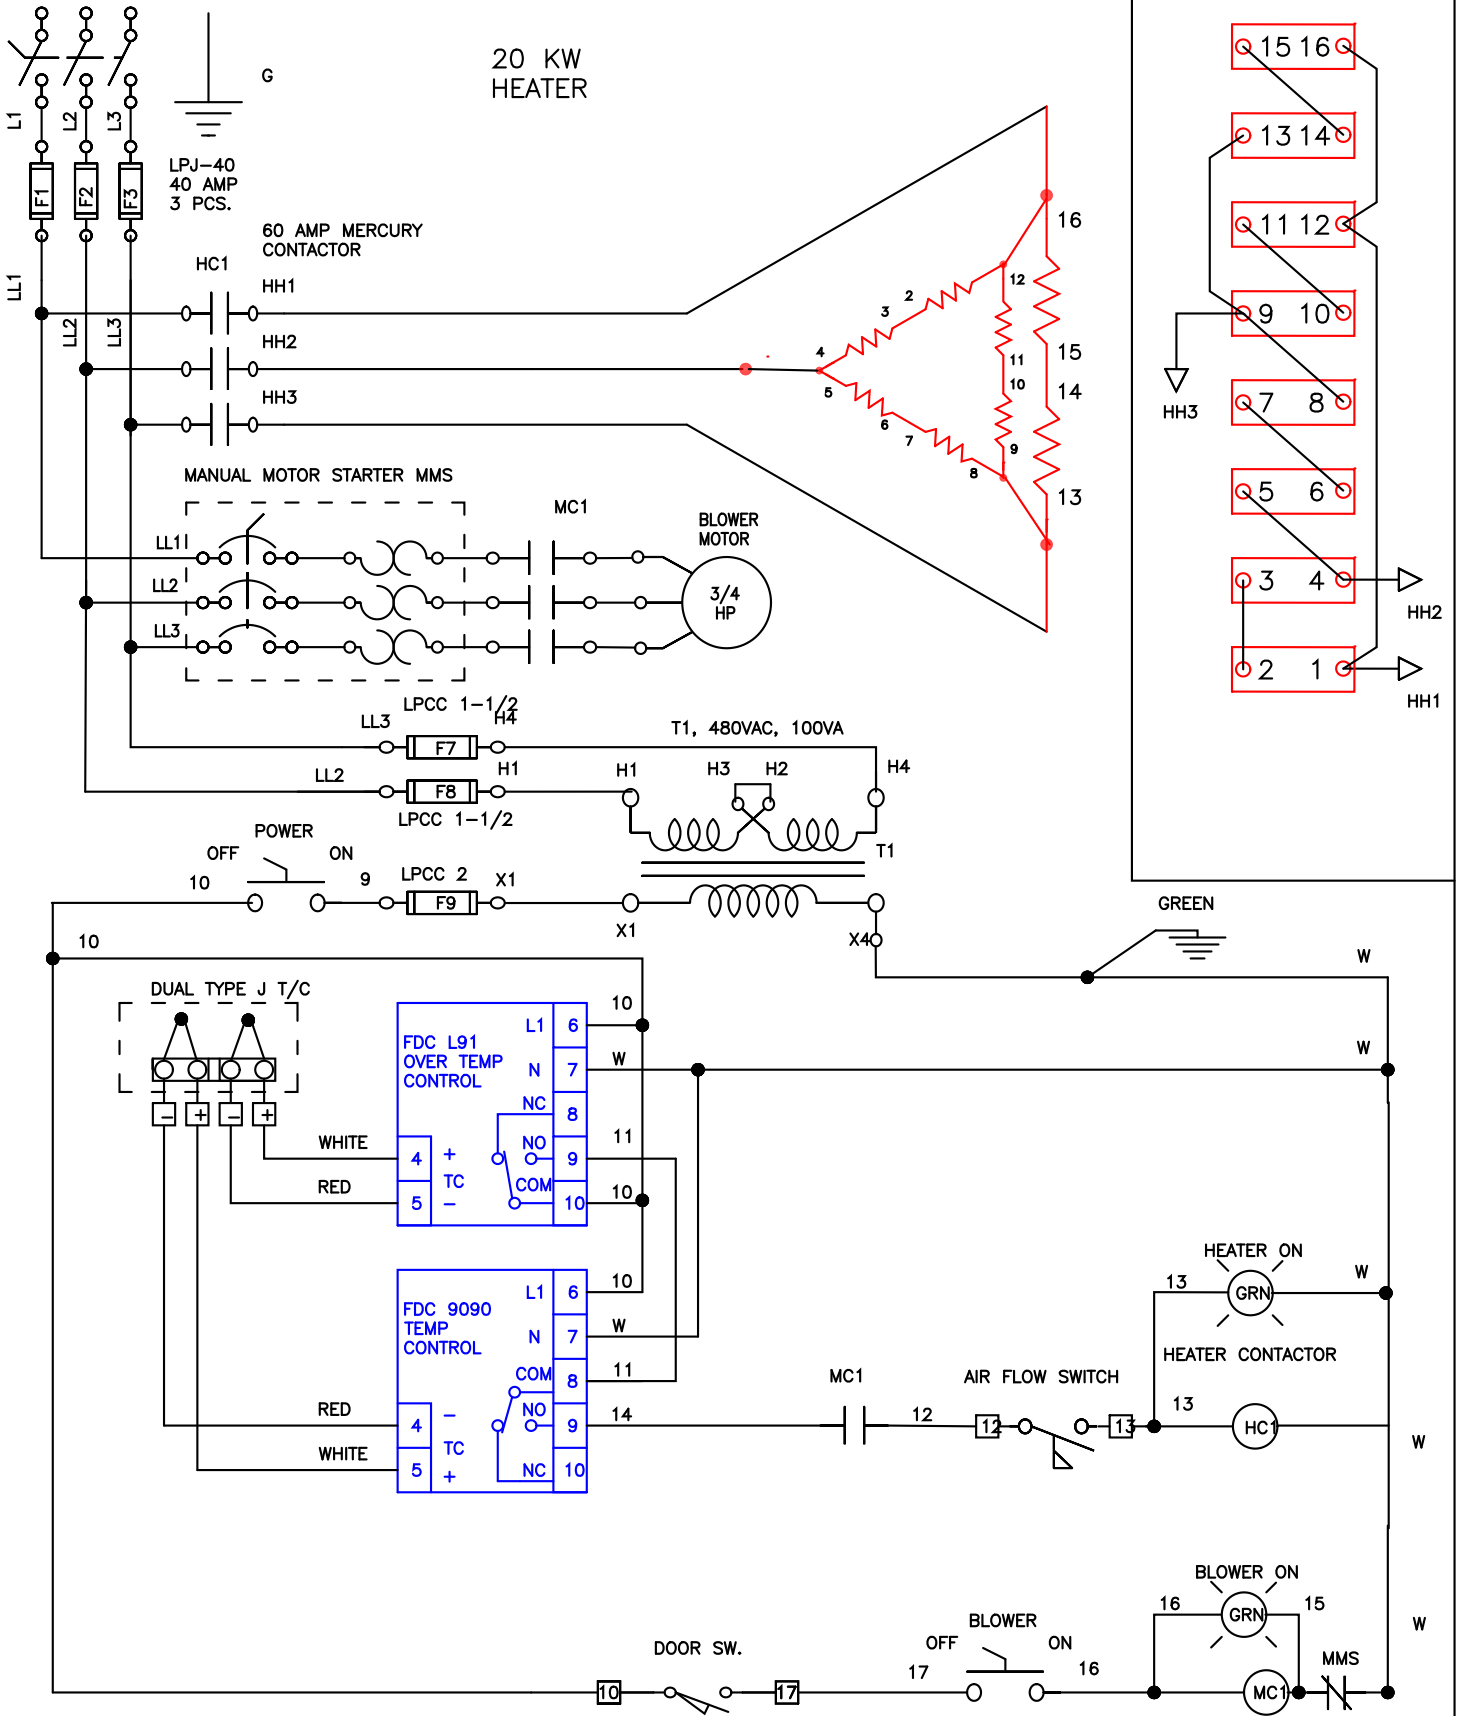 20 KW
HEATER
G
L1
L2
L3
LPJ-40
40 AMP
3 PCS.
F1
F2
F3
60 AMP MERCURY
CONTACTOR
HC1
LL1
LL2
LL3
HH1
HH2
HH3
16
12
2
3
4
15
11
10
14
5
6
7
9
8
13
15 16
13 14
11 12
9 10
7 8
5 6
3 4
2 1
HH3
HH2
HH1
MANUAL MOTOR STARTER MMS
MC1
BLOWER
MOTOR
LL1
LL2
LL3
3/4
HP
LPCC 1-1/2
LL3
F7
H4
T1, 480VAC, 100VA
LL2
F8
H1
LPCC 1-1/2
H1
H3
H2
H4
T1
POWER
OFF
ON
10
9
LPCC 2
F9
X1
X1
X4
GREEN
W
10
DUAL TYPE J T/C
- + - +
FDC L91
OVER TEMP
CONTROL
L1 6
10
N 7
W
W
NC 8
NO 9
11
COM 10
10
WHITE
4 +
TC
RED
5 -
FDC 9090
TEMP
CONTROL
L1 6
10
N 7
W
COM 8
11
NO 9
14
NC 10
RED
4 -
TC
WHITE
5 +
MC1
12
AIR FLOW SWITCH
12
13
HEATER ON
13
GRN
W
HEATER CONTACTOR
13
HC1
W
BLOWER ON
16
GRN
15
W
DOOR SW.
10
17
BLOWER
OFF
ON
17
16
MC1
MMS